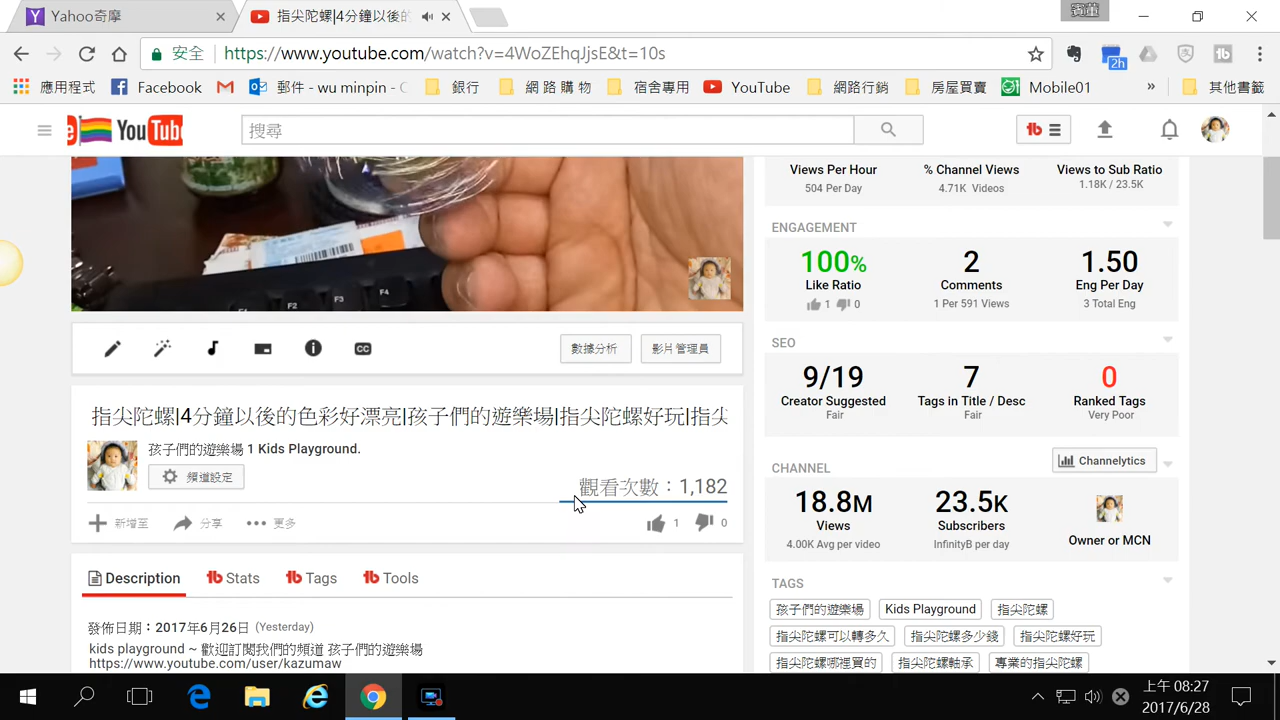 Yahoo奇摩
指尖陀螺|4分鐘以後的
賓蓳
安全
https://www.youtube.com/watch?v=4WoZEhqJjsE&t=10s
2h
應用程式
Facebook
郵件 - wu minpin - O
銀行
網路購物
宿舍專用
YouTube
網路行銷
房屋買賣
Mobile01
»
其他書籤
YouTube
搜尋
Views Per Hour
504 Per Day
% Channel Views
4.71K Videos
Views to Sub Ratio
1.18K / 23.5K
F2
F3
F4
ENGAGEMENT
100%
Like Ratio
1
0
2
Comments
1 Per 591 Views
1.50
Eng Per Day
3 Total Eng
CC
數據分析
影片管理員
SEO
9/19
Creator Suggested
Fair
7
Tags in Title / Desc
Fair
0
Ranked Tags
Very Poor
指尖陀螺|4分鐘以後的色彩好漂亮|孩子們的遊樂場|指尖陀螺好玩|指尖
孩子們的遊樂場 1 Kids Playground.
頻道設定
觀看次數：1,182
新增至
分享
更多
1
0
CHANNEL
Channelytics
18.8M
Views
4.00K Avg per video
23.5K
Subscribers
InfinityB per day
Owner or MCN
Description
Stats
Tags
Tools
發佈日期：2017年6月26日 (Yesterday)
kids playground ~ 歡迎訂閱我們的頻道 孩子們的遊樂場
https://www.youtube.com/user/kazumaw
TAGS
孩子們的遊樂場
Kids Playground
指尖陀螺
指尖陀螺可以轉多久
指尖陀螺多少錢
指尖陀螺好玩
指尖陀螺哪裡買的
指尖陀螺軸承
專業的指尖陀螺
上午 08:27
2017/6/28